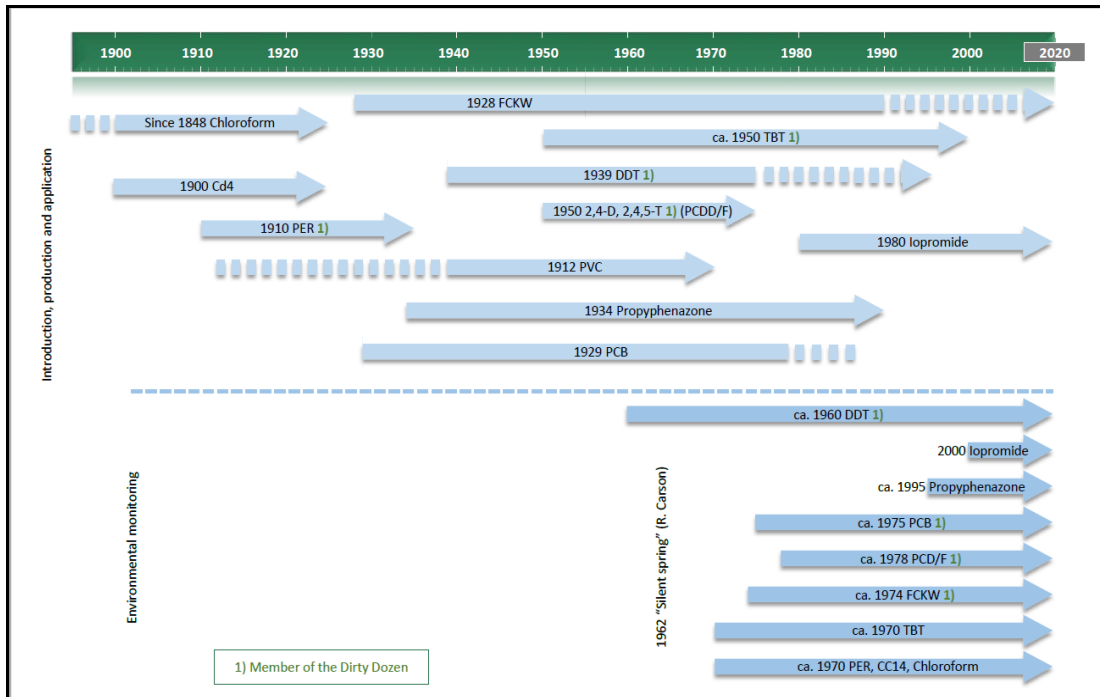 1900 1910 1920 1930 1940 1950 1960 1970 1980 1990 2000 2020
Introduction, production and application
1928 FCKW
Since 1848 Chloroform
ca. 1950 TBT 1)
1939 DDT 1)
1900 Cd4
1950 2,4-D, 2,4,5-T 1) (PCDD/F)
1910 PER 1)
1980 Iopromide
1912 PVC
1934 Propyphenazone
1929 PCB
Environmental monitoring
1962 “Silent spring” (R. Carson)
ca. 1960 DDT 1)
2000 Iopromide
ca. 1995 Propyphenazone
ca. 1975 PCB 1)
ca. 1978 PCD/F 1)
ca. 1974 FCKW 1)
ca. 1970 TBT
ca. 1970 PER, CC14, Chloroform
1) Member of the Dirty Dozen